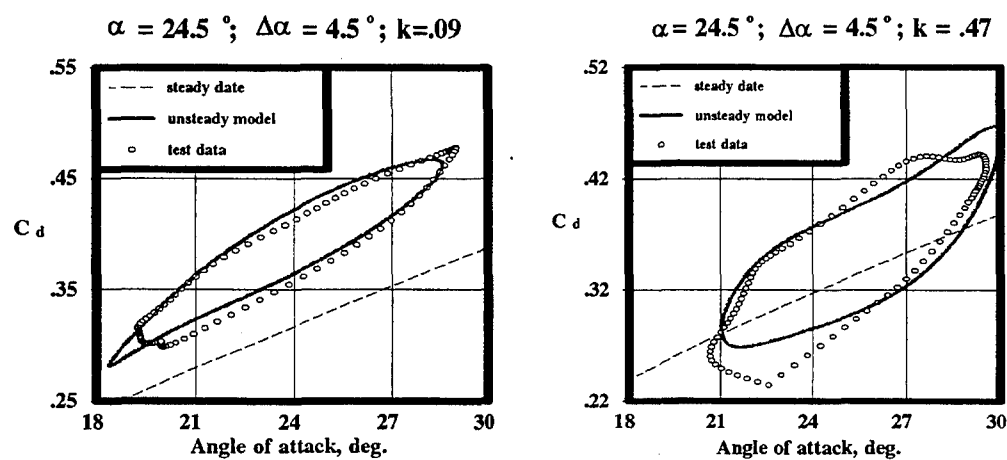 α = 24.5 °; Δα = 4.5 °; k=.09
.55
steady date
unsteady model
test data
.45
C d
.35
.25
18
21
24
27
30
Angle of attack, deg.
α= 24.5 °; Δα = 4.5 °; k = .47
.52
steady date
unsteady model
test data
.42
C d
.32
.22
21
24
27
30
Angle of attack, deg.
18